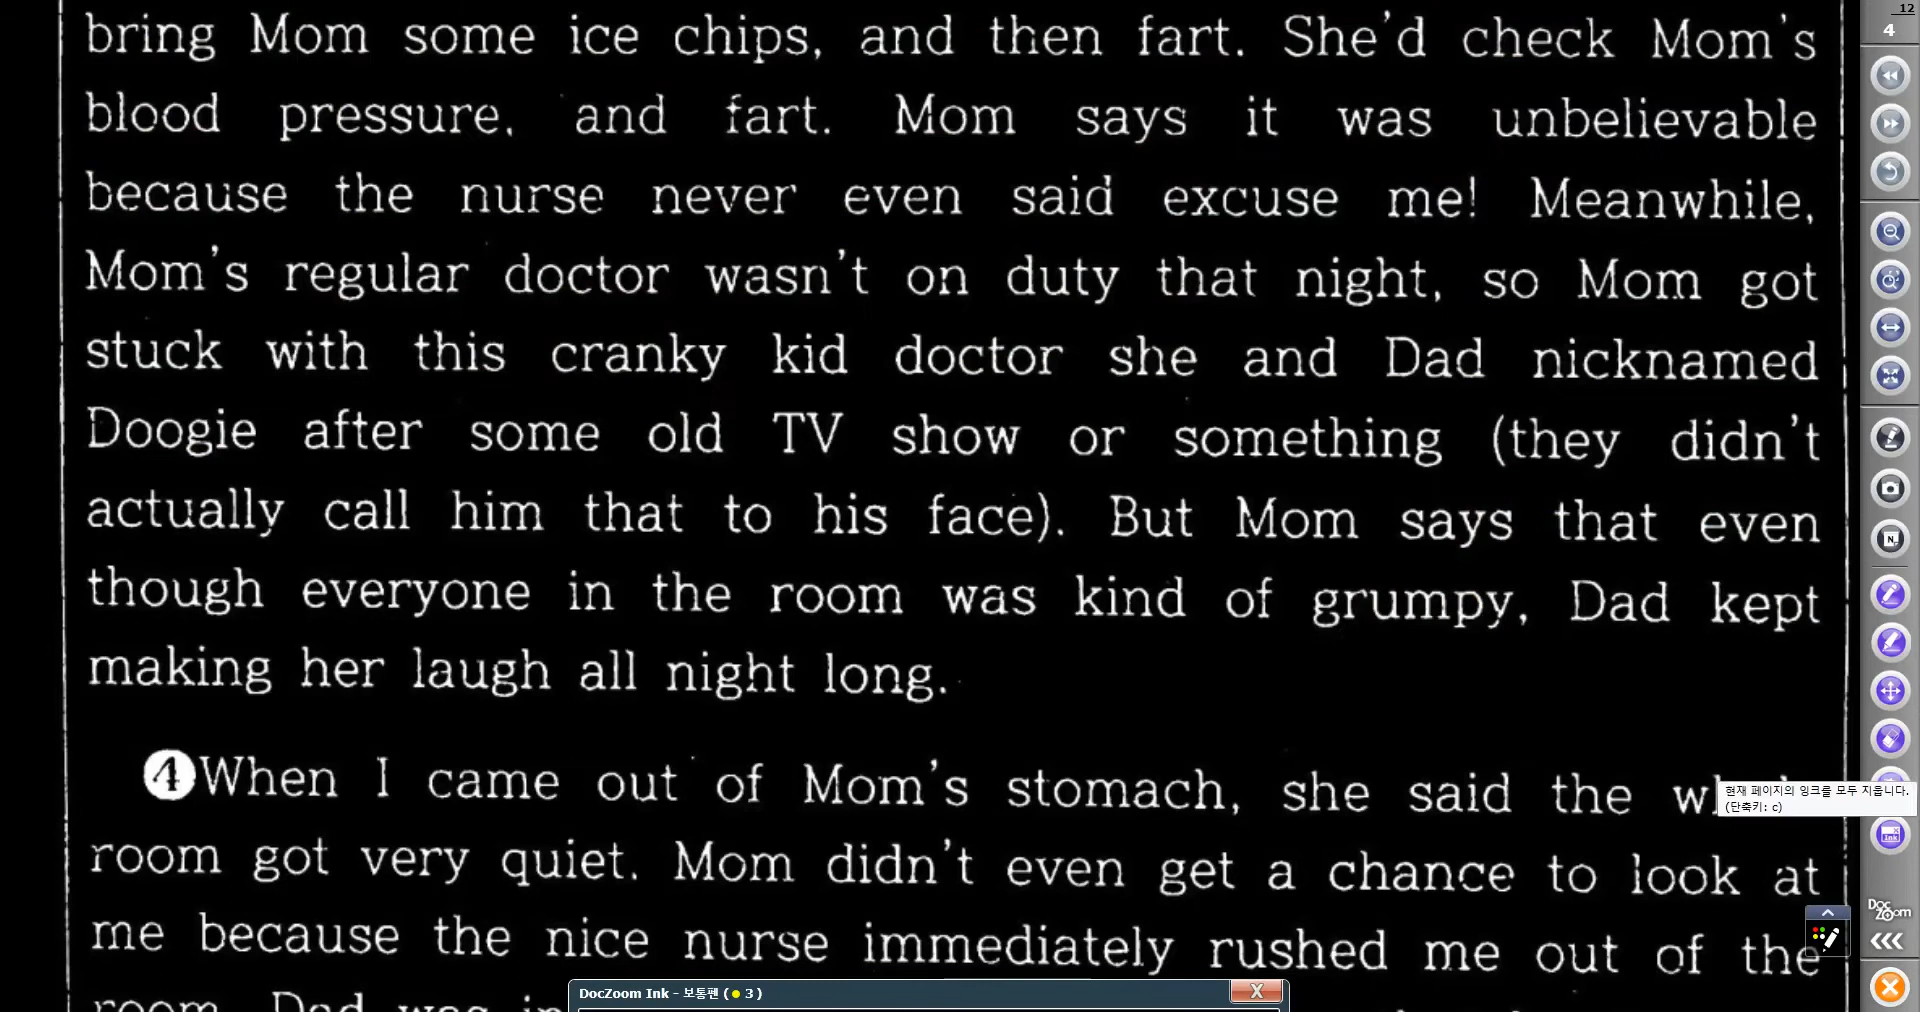 12
4
bring Mom some ice chips, and then fart. She'd check Mom's
blood pressure, and fart. Mom says it was unbelievable
because the nurse never even said excuse me! Meanwhile,
Mom's regular doctor wasn't on duty that night, so Mom got
stuck with this cranky kid doctor she and Dad nicknamed
Doogie after some old TV show or something (they didn't
actually call him that to his face). But Mom says that even
though everyone in the room was kind of grumpy, Dad kept
making her laugh all night long.
❹When I came out of Mom's stomach, she said the
현재 페이지의 잉크를 모두 지웁니다.
(단축키: c)
room got very quiet. Mom didn't even get a chance to look at
me because the nice nurse immediately rushed me out of the
room. Dad was
DocZoom Ink - 보통펜 ( 3 )
X
N
Ink
Doc
Zoom